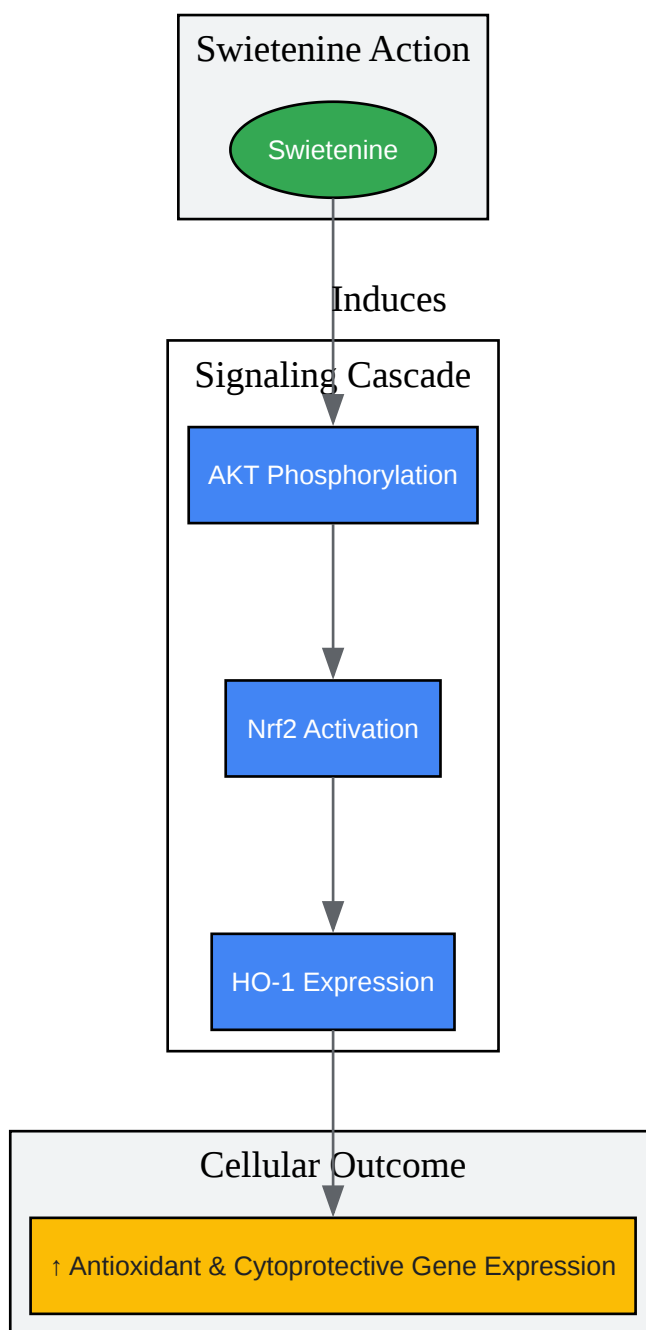 Swietenine Action
Swietenine
Induces
Signaling Cascade
AKT Phosphorylation
Nrf2 Activation
HO-1 Expression
Cellular Outcome
↑ Antioxidant & Cytoprotective Gene Expression